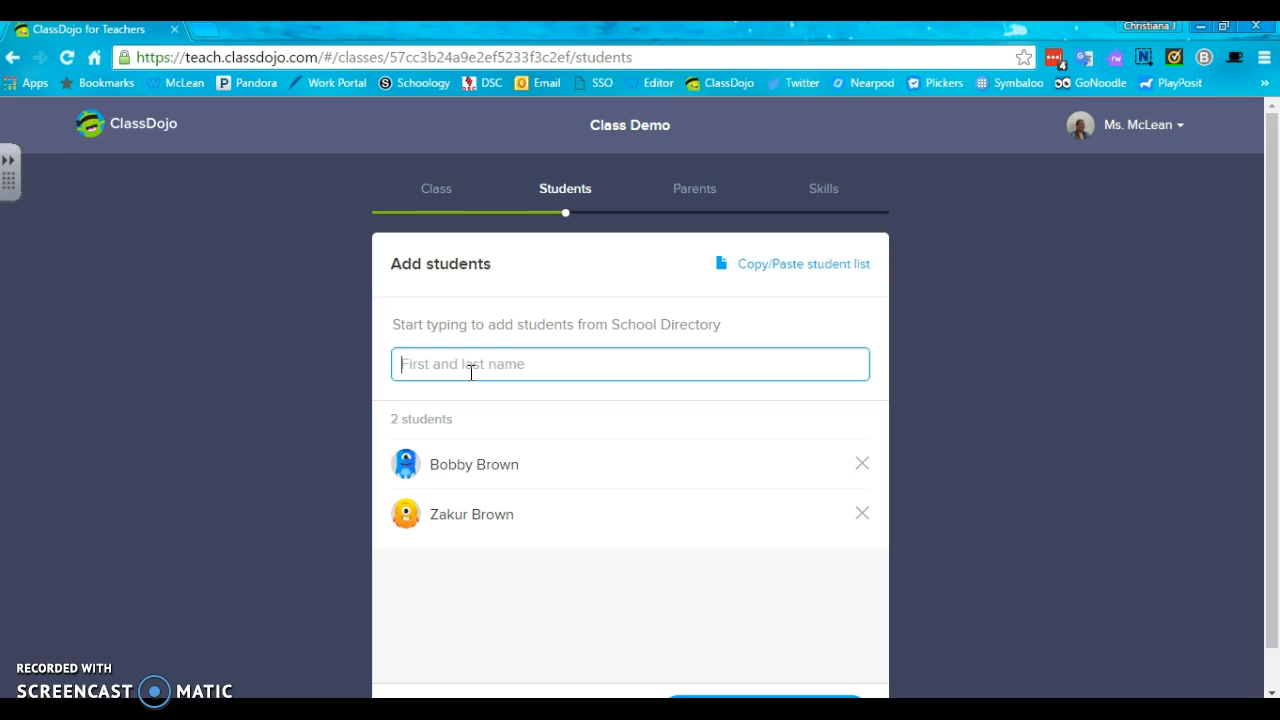 ClassDojo for Teachers
Christiana J
https://teach.classdojo.com/#/classes/57cc3b24a9e2ef5233f3c2ef/students
4
Apps Bookmarks McLean Pandora Work Portal Schoology DSC Email SSO Editor ClassDojo Twitter Nearpod Plickers Symbaloo GoNoodle PlayPosit »
ClassDojo Class Demo Ms. McLean
Class Students Parents Skills
Add students Copy/Paste student list
Start typing to add students from School Directory
First and last name
2 students
Bobby Brown
Zakur Brown
RECORDED WITH
SCREENCAST MATIC